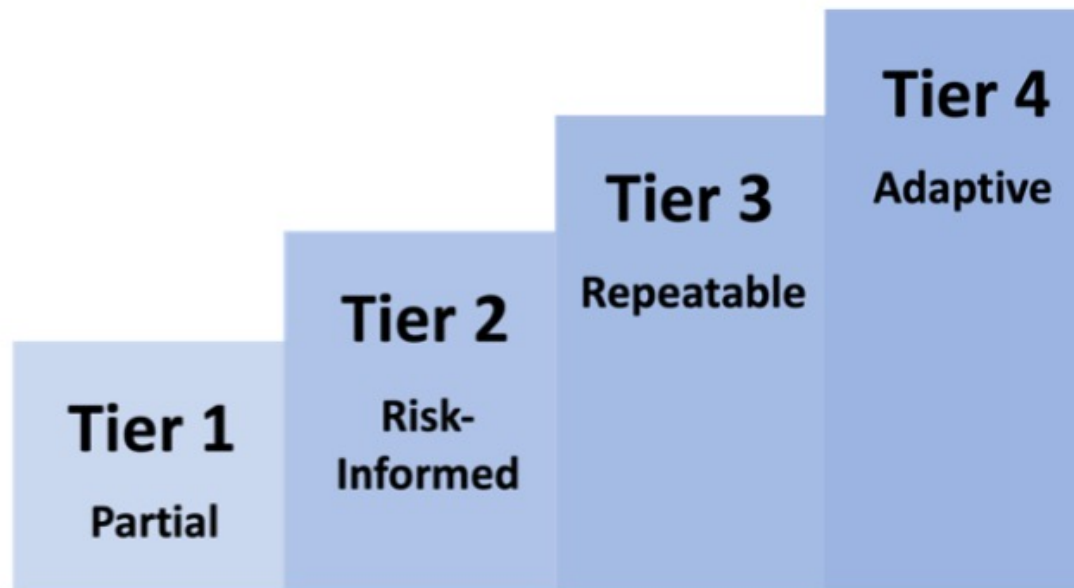 Tier 1
Partial
Tier 2
Risk-
Informed
Tier 3
Repeatable
Tier 4
Adaptive